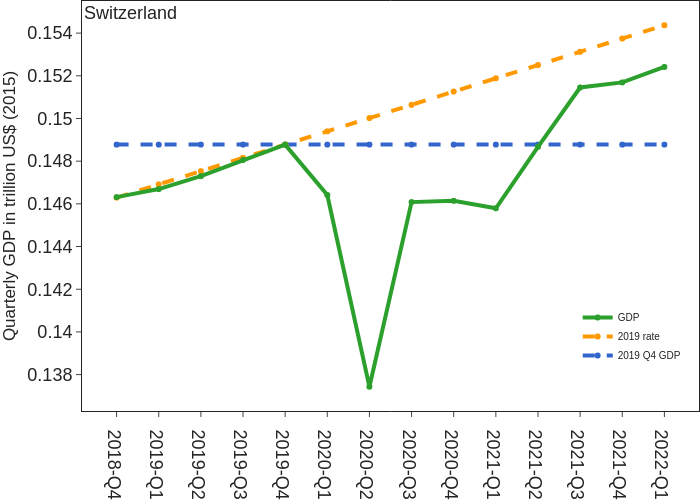 Switzerland
Quarterly GDP in trillion US$ (2015)
0.154
0.152
0.15
0.148
0.146
0.144
0.142
0.14
0.138
GDP
2019 rate
2019 Q4 GDP
2018-Q4
2019-Q1
2019-Q2
2019-Q3
2019-Q4
2020-Q1
2020-Q2
2020-Q3
2020-Q4
2021-Q1
2021-Q2
2021-Q3
2021-Q4
2022-Q1